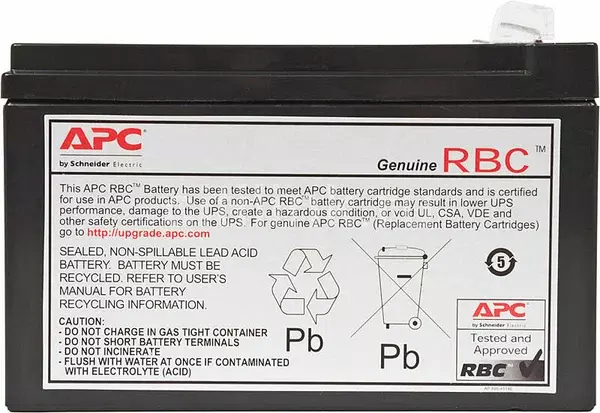 APC
by Schneider Electric
Genuine RBC™
This APC RBC™ Battery has been tested to meet APC battery cartridge standards and is certified
for use in APC products. Use of a non-APC RBC™ battery may result in lower UPS
performance, damage to the UPS, create a hazardous condition, or void UL, CSA, VDE and
other safety certifications on the UPS. For genuine APC RBC™ (Replacement Battery Cartridges)
go to http://upgrade.apc.com
SEALED, NON-SPILLABLE LEAD ACID
BATTERY. BATTERY MUST BE
RECYCLED. REFER TO USER'S
MANUAL FOR BATTERY
RECYCLING INFORMATION.
CAUTION:
- DO NOT CHARGE IN GAS TIGHT CONTAINER
- DO NOT SHORT BATTERY TERMINALS
- DO NOT INCINERATE
- FLUSH WITH WATER AT ONCE IF CONTAMINATED
WITH ELECTROLYTE (ACID)
Pb
Pb
5
APC
by Schneider Electric
Tested and
Approved
RBC